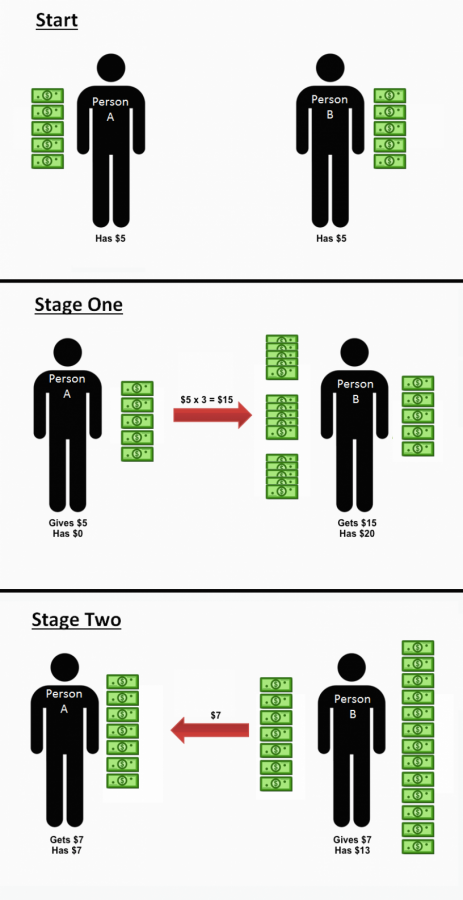 Start
Person
A
Person
B
Has $5
Has $5
Stage One
Person
A
$5 x 3 = $15
Person
B
Gives $5
Has $0
Gets $15
Has $20
Stage Two
Person
A
$7
Person
B
Gets $7
Has $7
Gives $7
Has $13